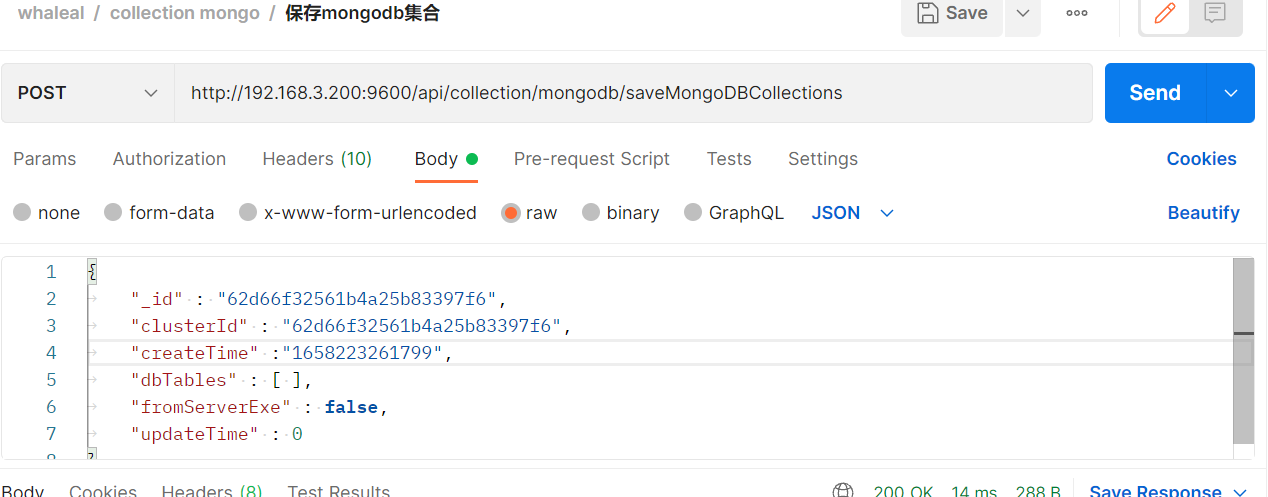 whaleal / collection mongo / 保存mongodb集合 Save
POST http://192.168.3.200:9600/api/collection/mongodb/saveMongoDBCollections Send
Params Authorization Headers (10) Body Pre-request Script Tests Settings Cookies
none form-data x-www-form-urlencoded raw binary GraphQL JSON Beautify
1 {
2 "_id" : "62d66f32561b4a25b83397f6",
3 "clusterId" : "62d66f32561b4a25b83397f6",
4 "createTime" :"1658223261799",
5 "dbTables" : [ ],
6 "fromServerExe" : false,
7 "updateTime" : 0
8 }
Body Cookies Headers (8) Test Results 200 OK 14 ms 288 B Save Response